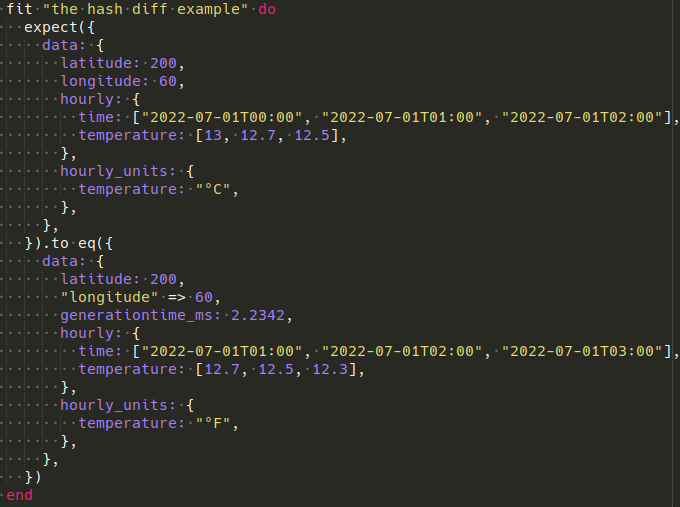 fit "the hash diff example" do
  expect({
    data: {
      latitude: 200,
      longitude: 60,
      hourly: {
        time: ["2022-07-01T00:00", "2022-07-01T01:00", "2022-07-01T02:00"],
        temperature: [13, 12.7, 12.5],
      },
      hourly_units: {
        temperature: "°C",
      },
    },
  }).to eq({
    data: {
      latitude: 200,
      "longitude" => 60,
      generationtime_ms: 2.2342,
      hourly: {
        time: ["2022-07-01T01:00", "2022-07-01T02:00", "2022-07-01T03:00"],
        temperature: [12.7, 12.5, 12.3],
      },
      hourly_units: {
        temperature: "°F",
      },
    },
  })
end